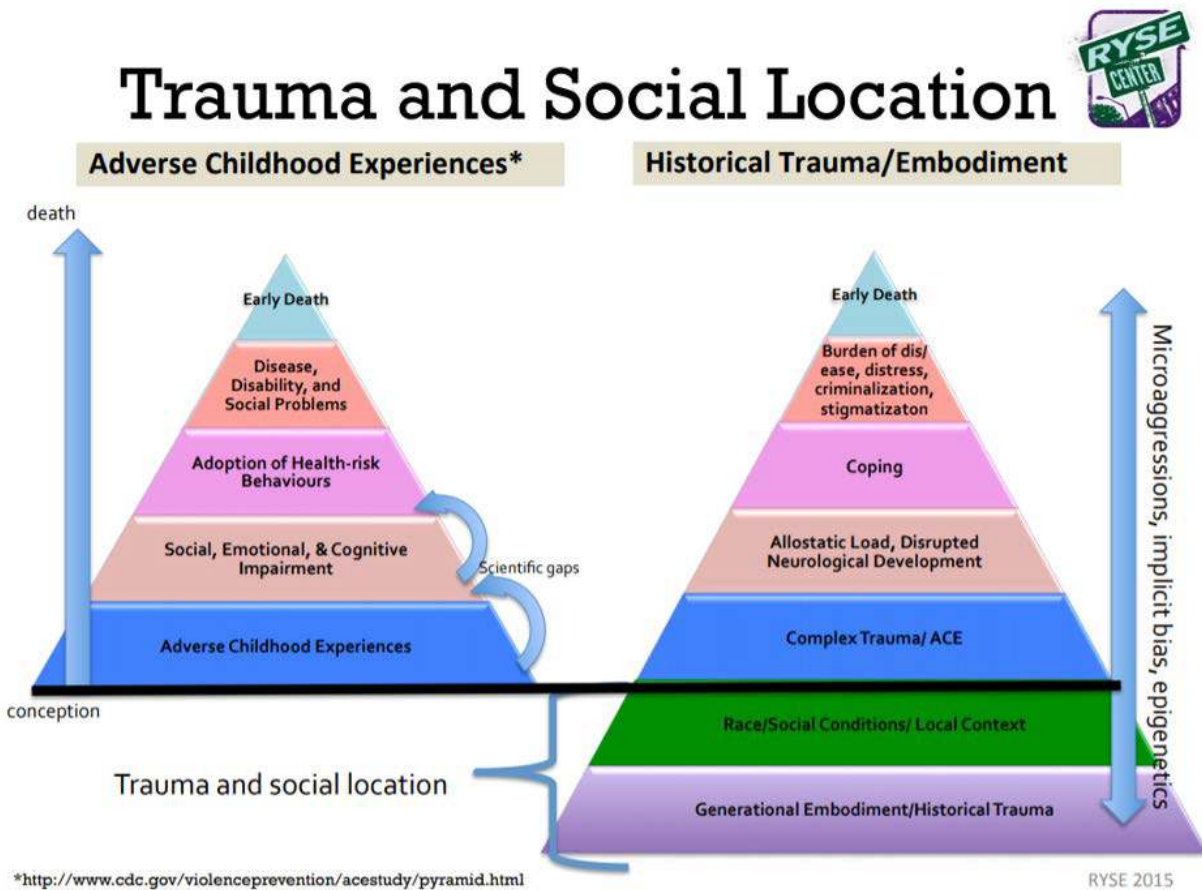 RYSE
CENTER
Trauma and Social Location
Adverse Childhood Experiences*
Historical Trauma/Embodiment
death
Early Death
Disease,
Disability, and
Social Problems
Adoption of Health-risk
Behaviours
Social, Emotional, & Cognitive
Impairment
Scientific gaps
Adverse Childhood Experiences
conception
Early Death
Burden of dis/
ease, distress,
criminalization,
stigmatizaton
Coping
Allostatic Load, Disrupted
Neurological Development
Complex Trauma/ ACE
Race/Social Conditions/ Local Context
Generational Embodiment/Historical Trauma
Microaggressions, implicit bias, epigenetics
Trauma and social location
*http://www.cdc.gov/violenceprevention/acestudy/pyramid.html
RYSE 2015